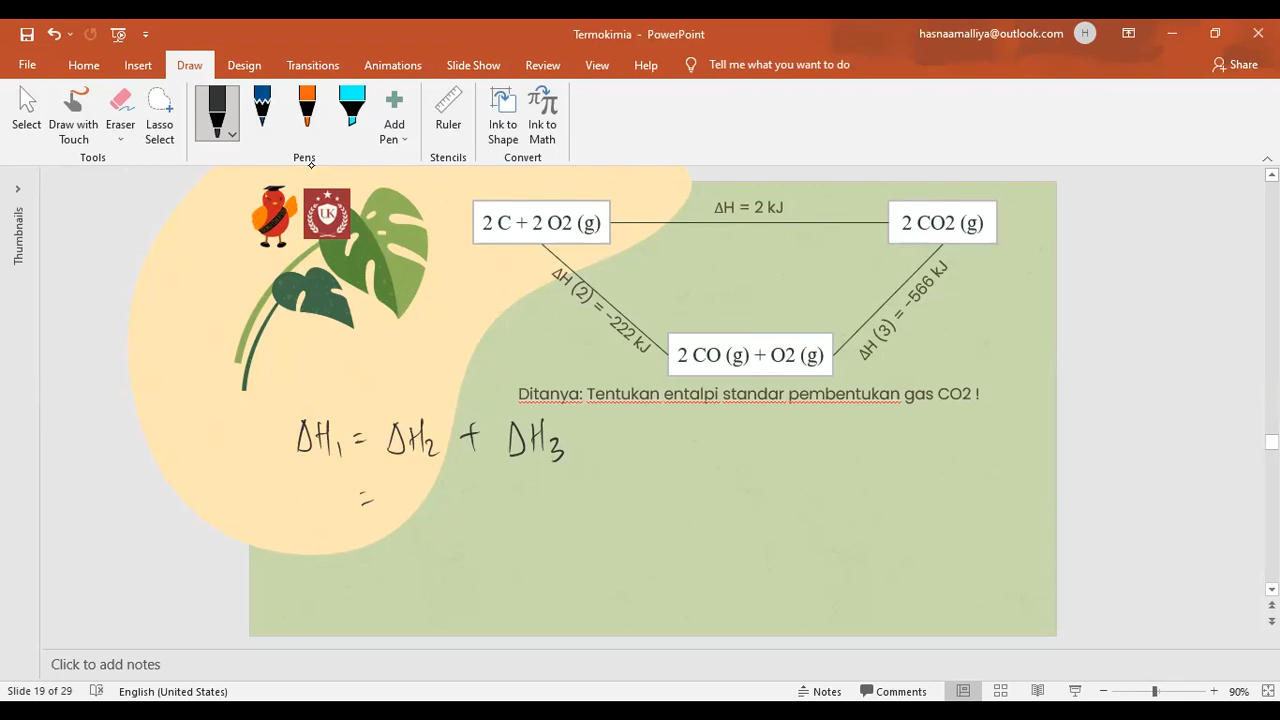 Termokimia - PowerPoint
hasnaamalliya@outlook.com
H
File Home Insert Draw Design Transitions Animations Slide Show Review View Help Tell me what you want to do Share
Select Draw with Touch Eraser Lasso Select
Add Pen
Ruler
Ink to Shape Ink to Math
Tools Pens Stencils Convert
Thumbnails
UK
2 C + 2 O2 (g)
ΔH = 2 kJ
2 CO2 (g)
ΔH (2) = -222 kJ
ΔH (3) = -566 kJ
2 CO (g) + O2 (g)
Ditanya: Tentukan entalpi standar pembentukan gas CO2 !
ΔH1 = ΔH2 + ΔH3
=
Click to add notes
Slide 19 of 29 English (United States) Notes Comments 90%